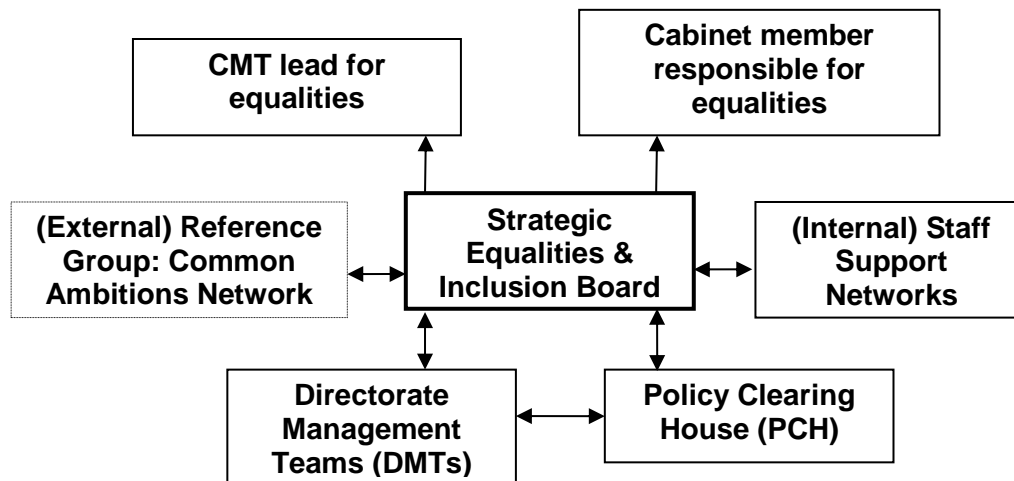 CMT lead for
equalities
Cabinet member
responsible for
equalities
(External) Reference
Group: Common
Ambitions Network
Strategic
Equalities &
Inclusion Board
(Internal) Staff
Support
Networks
Directorate
Management
Teams (DMTs)
Policy Clearing
House (PCH)